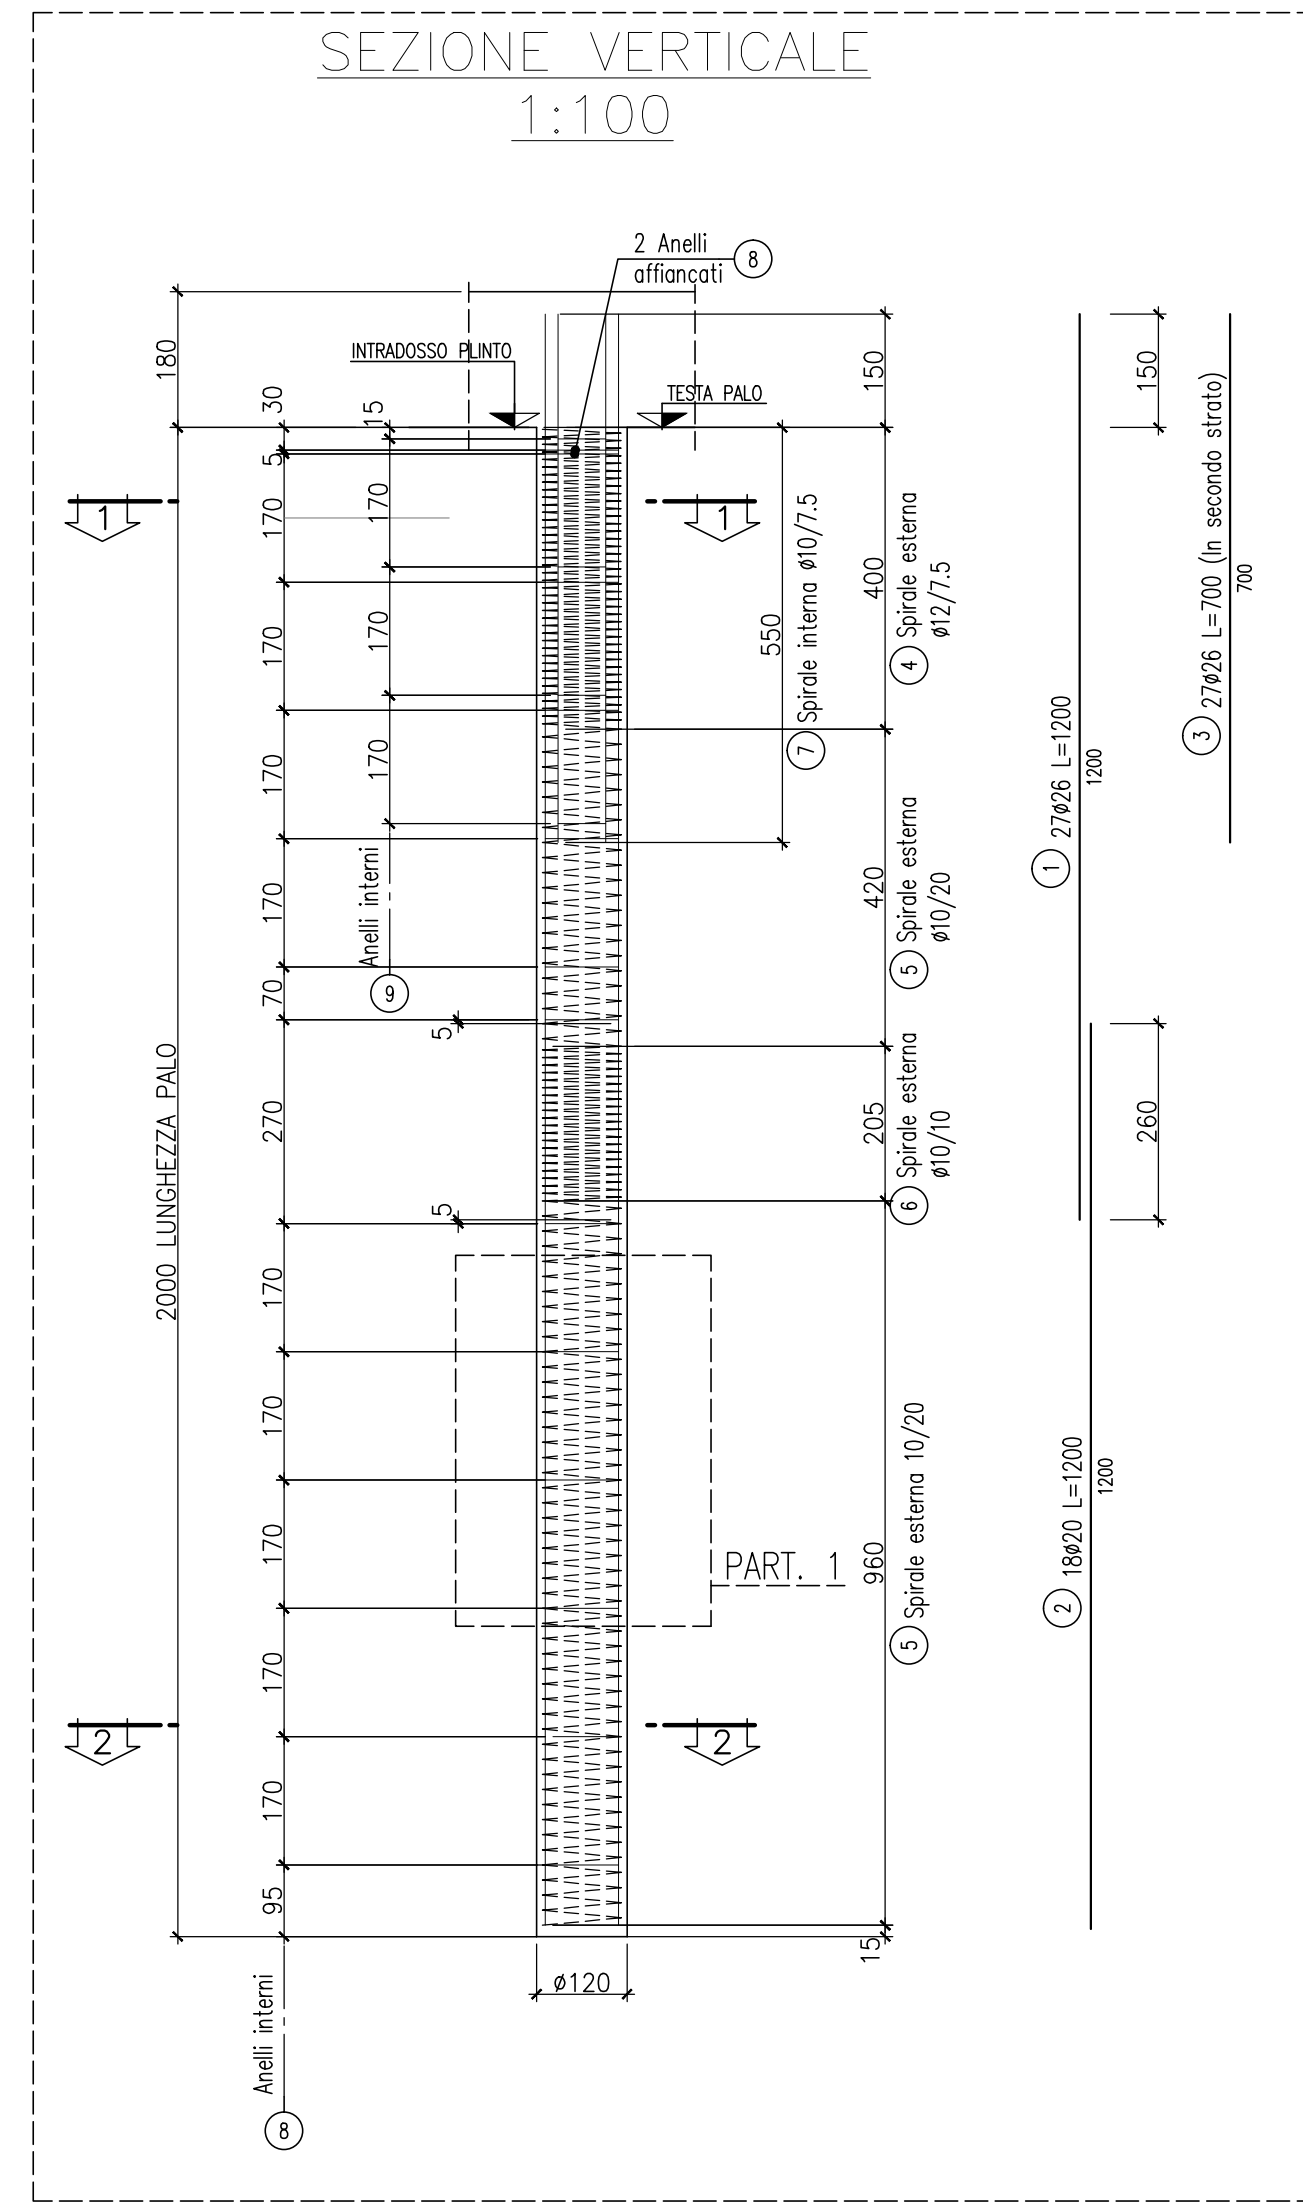 SEZIONE VERTICALE
1:100
2 Anelli
affiancati
8
INTRADOSSO PLINTO
TESTA PALO
180
2000 LUNGHEZZA PALO
30
5
170
170
170
170
70
270
170
170
170
170
170
95
Anelli interni
8
15
170
170
170
Anelli interni
9
5
5
1
1
2
2
PART. 1
ø120
550
7 Spirale interna ø10/7.5
150
400
420
205
960
15
4 Spirale esterna
ø12/7.5
5 Spirale esterna
ø10/20
6 Spirale esterna
ø10/10
5 Spirale esterna 10/20
1 27ø26 L=1200
1200
2 18ø20 L=1200
1200
150
260
3 27ø26 L=700 (In secondo strato)
700